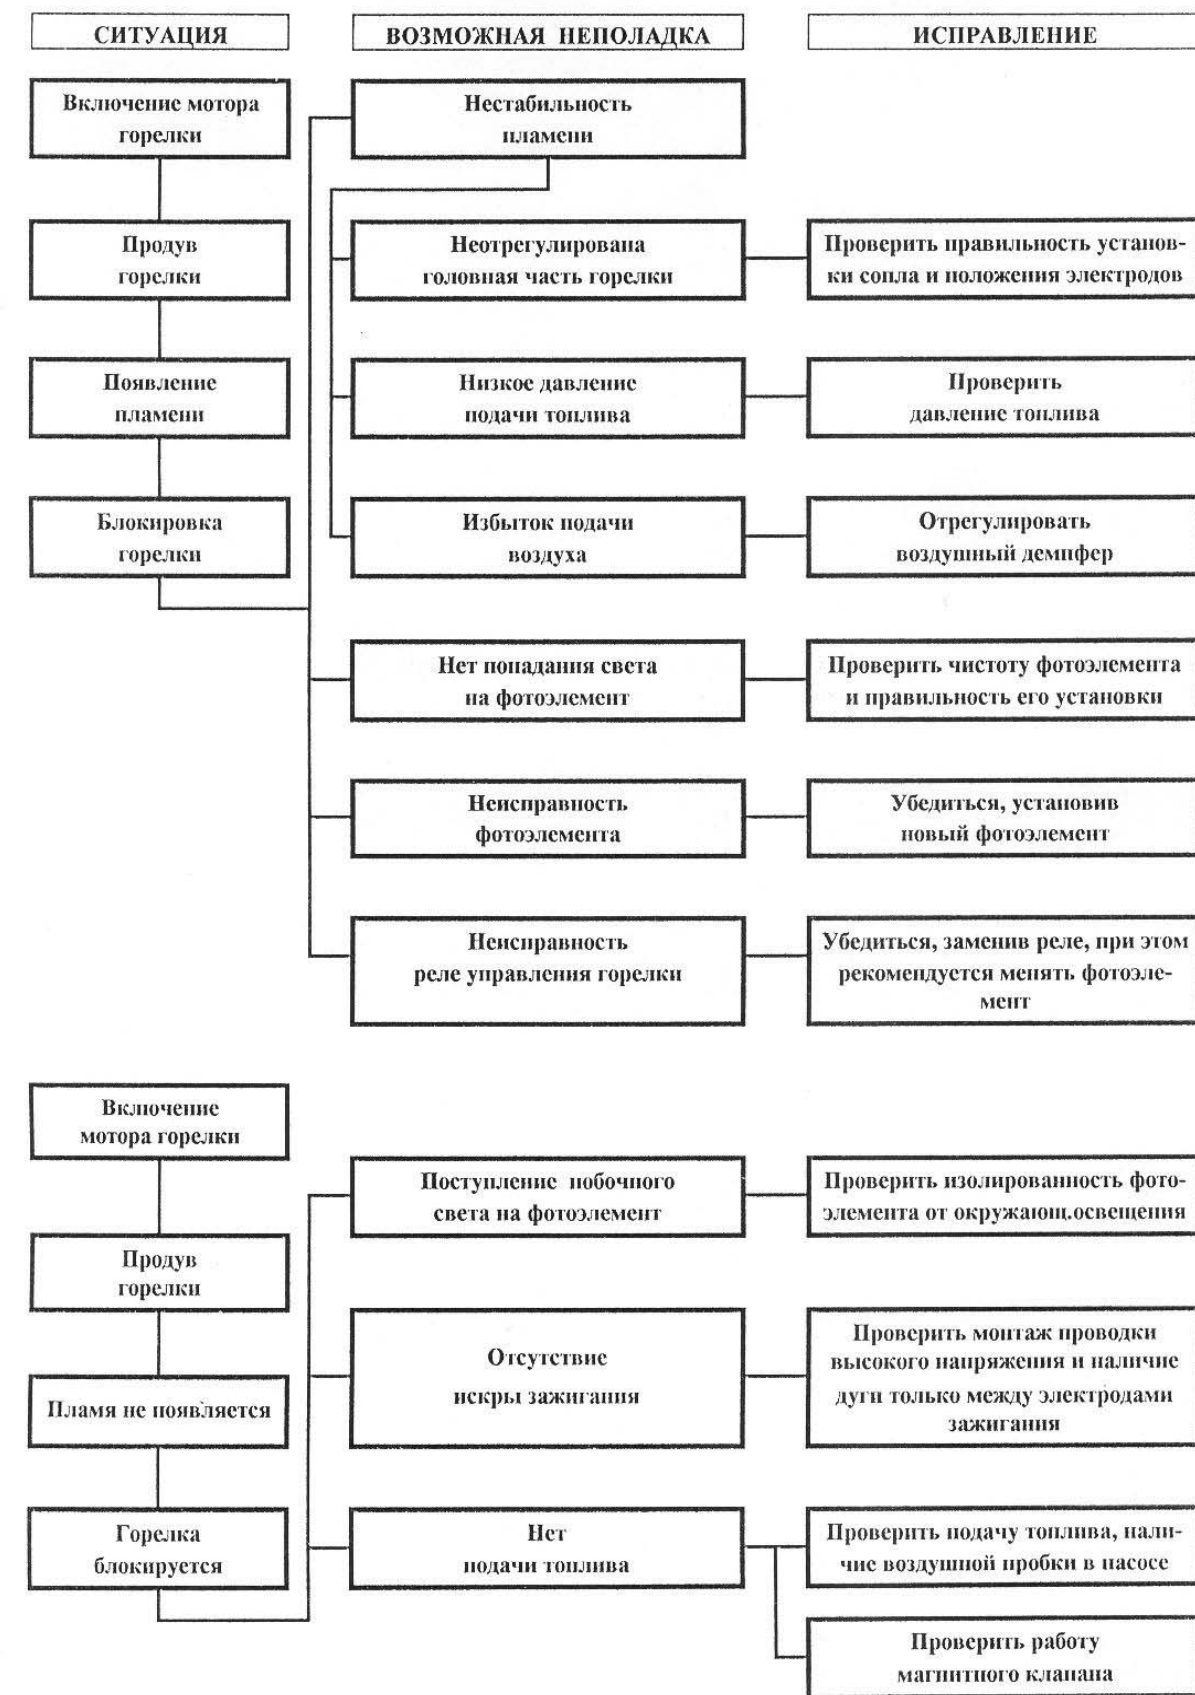 СИТУАЦИЯ
ВОЗМОЖНАЯ НЕПОЛАДКА
ИСПРАВЛЕНИЕ
Включение мотора
горелки
Продув
горелки
Появление
пламени
Блокировка
горелки
Нестабильность
пламени
Неотрегулирована
головная часть горелки
Проверить правильность установ-
ки сопла и положения электродов
Низкое давление
подачи топлива
Проверить
давление топлива
Избыток подачи
воздуха
Отрегулировать
воздушный демпфер
Нет попадания света
на фотоэлемент
Проверить чистоту фотоэлемента
и правильность его установки
Неисправность
фотоэлемента
Убедиться, установив
новый фотоэлемент
Неисправность
реле управления горелки
Убедиться, заменив реле, при этом
рекомендуется менять фотоэле-
мент
Включение
мотора горелки
Продув
горелки
Пламя не появляется
Горелка
блокируется
Поступление побочного
света на фотоэлемент
Проверить изолированность фото-
элемента от окружающ.освещения
Отсутствие
искры зажигания
Проверить монтаж проводки
высокого напряжения и наличие
дуги только между электродами
зажигания
Нет
подачи топлива
Проверить подачу топлива, нали-
чие воздушной пробки в насосе
Проверить работу
магнитного клапана